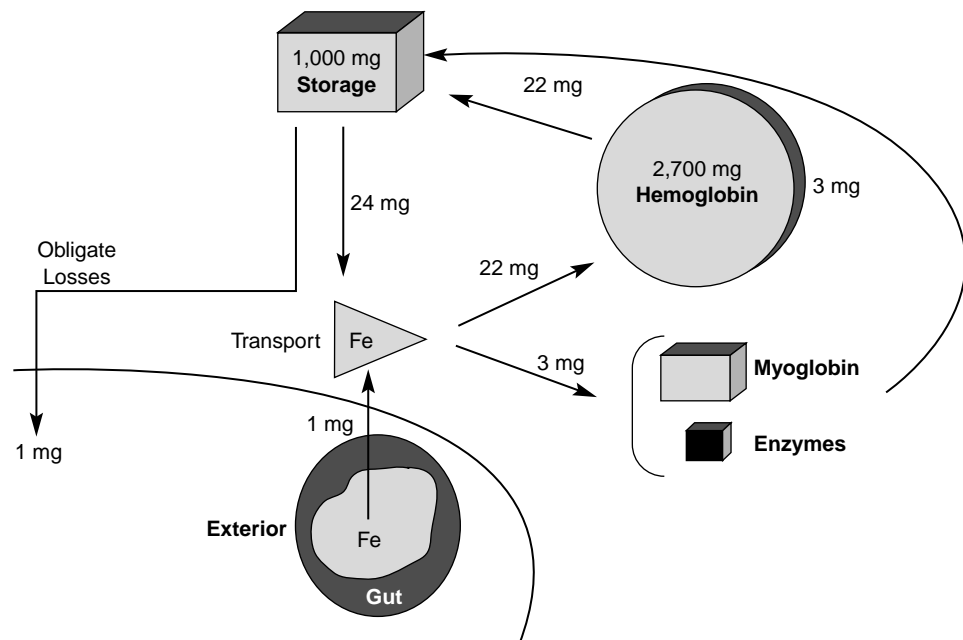 1,000 mg
Storage
22 mg
2,700 mg
Hemoglobin
3 mg
24 mg
Obligate
Losses
22 mg
Transport
Fe
3 mg
Myoglobin
1 mg
1 mg
Enzymes
Exterior
Fe
Gut